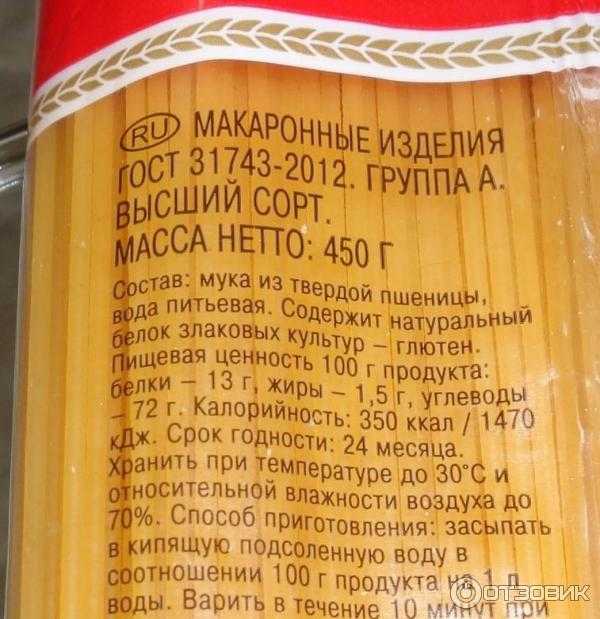 RU МАКАРОННЫЕ ИЗДЕЛИЯ
ГОСТ 31743-2012. ГРУППА А.
ВЫСШИЙ СОРТ.
МАССА НЕТТО: 450 Г
Состав: мука из твердой пшеницы,
вода питьевая. Содержит натуральный
белок злаковых культур – глютен.
Пищевая ценность 100 г продукта:
белки – 13 г, жиры – 1,5 г, углеводы
– 72 г. Калорийность: 350 ккал / 1470
кДж. Срок годности: 24 месяца.
Хранить при температуре до 30°С и
относительной влажности воздуха до
70%. Способ приготовления: засыпать
в кипящую подсоленную воду в
соотношении 100 г продукта на 1 л
воды. Варить в течение 10 минут при
ОТЗОВИК